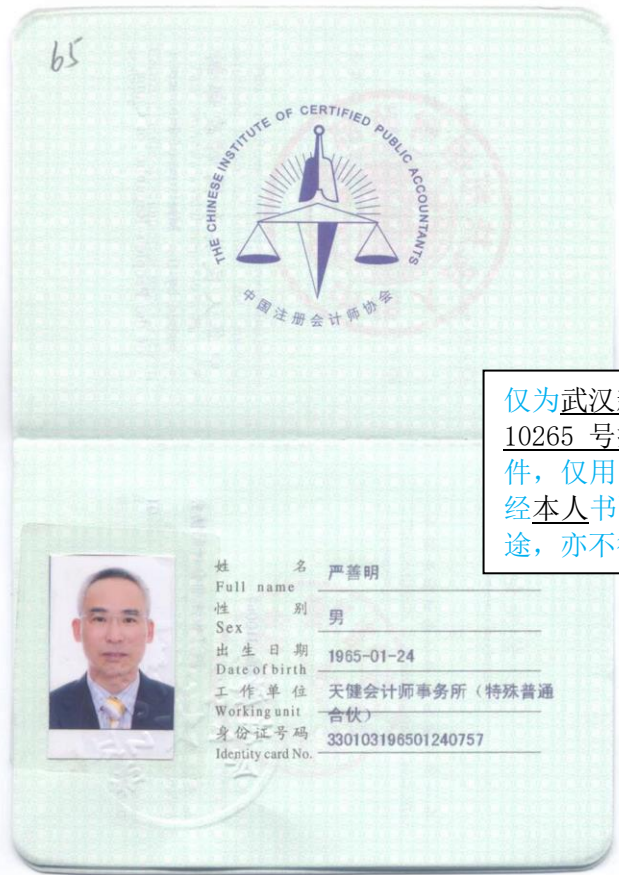 65
THE CHINESE INSTITUTE OF CERTIFIED PUBLIC ACCOUNTANTS
中国注册会计师协会
仅为武汉
10265 号
件，仅用
经本人书
途，亦不
姓 名 严善明
Full name
性 别 男
Sex
出生日期 1965-01-24
Date of birth
工作单位 天健会计师事务所（特殊普通
Working unit 合伙）
身份证号码 330103196501240757
Identity card No.